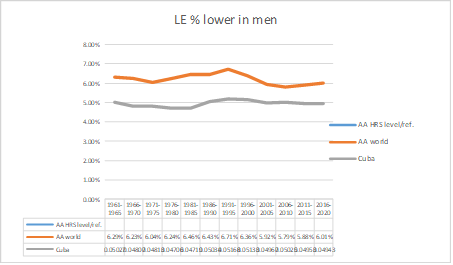 LE % lower in men
8.00%
7.00%
6.00%
5.00%
4.00%
3.00%
2.00%
1.00%
0.00%
AA HRS level/ref.
AA world
Cuba
1961-1965 1966-1970 1971-1975 1976-1980 1981-1985 1986-1990 1991-1995 1996-2000 2001-2005 2006-2010 2011-2015 2016-2020
AA HRS level/ref.
AA world 6.29% 6.23% 6.04% 6.24% 6.46% 6.43% 6.71% 6.36% 5.92% 5.79% 5.88% 6.01%
Cuba